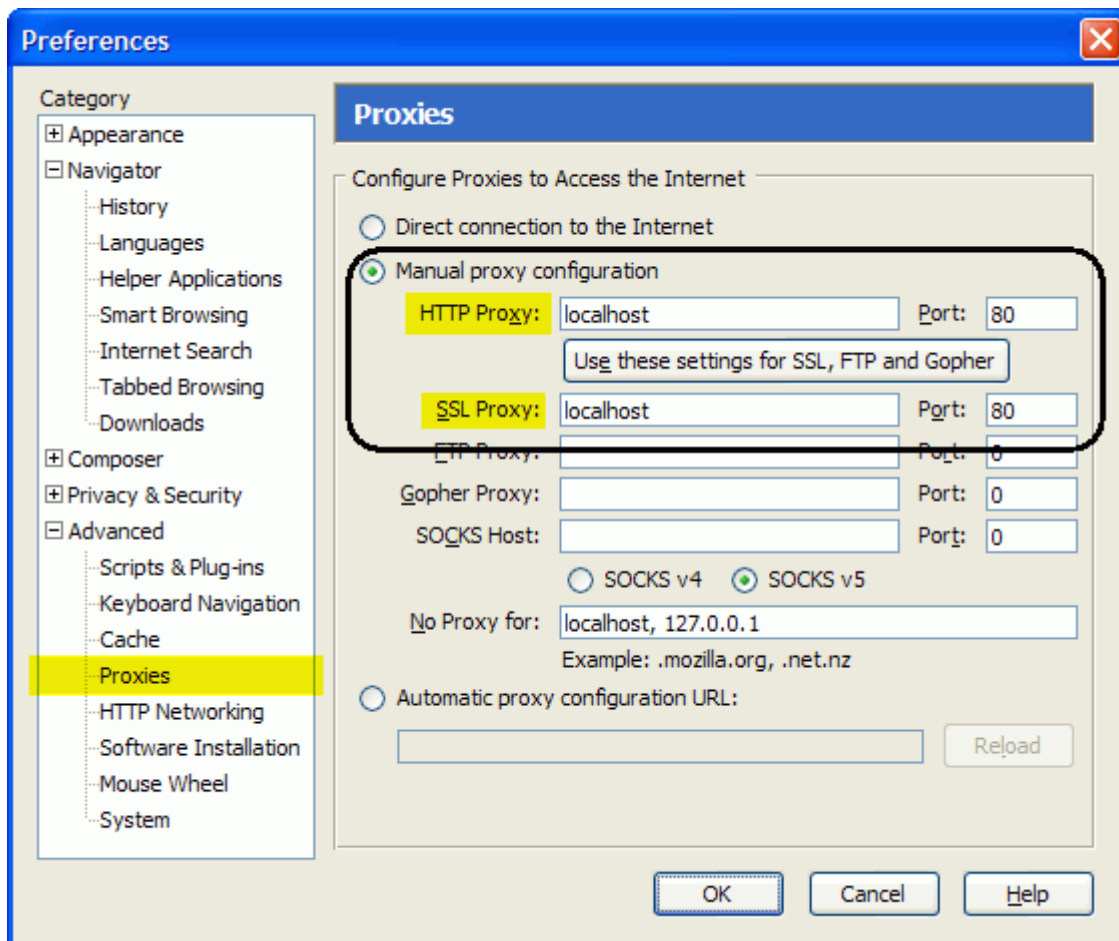 Preferences
Category
Appearance
Navigator
History
Languages
Helper Applications
Smart Browsing
Internet Search
Tabbed Browsing
Downloads
Composer
Privacy & Security
Advanced
Scripts & Plug-ins
Keyboard Navigation
Cache
Proxies
HTTP Networking
Software Installation
Mouse Wheel
System
Proxies
Configure Proxies to Access the Internet
Direct connection to the Internet
Manual proxy configuration
HTTP Proxy: localhost Port: 80
Use these settings for SSL, FTP and Gopher
SSL Proxy: localhost Port: 80
FTP Proxy: Port: 0
Gopher Proxy: Port: 0
SOCKS Host: Port: 0
SOCKS v4 SOCKS v5
No Proxy for: localhost, 127.0.0.1
Example: .mozilla.org, .net.nz
Automatic proxy configuration URL:
Reload
OK Cancel Help